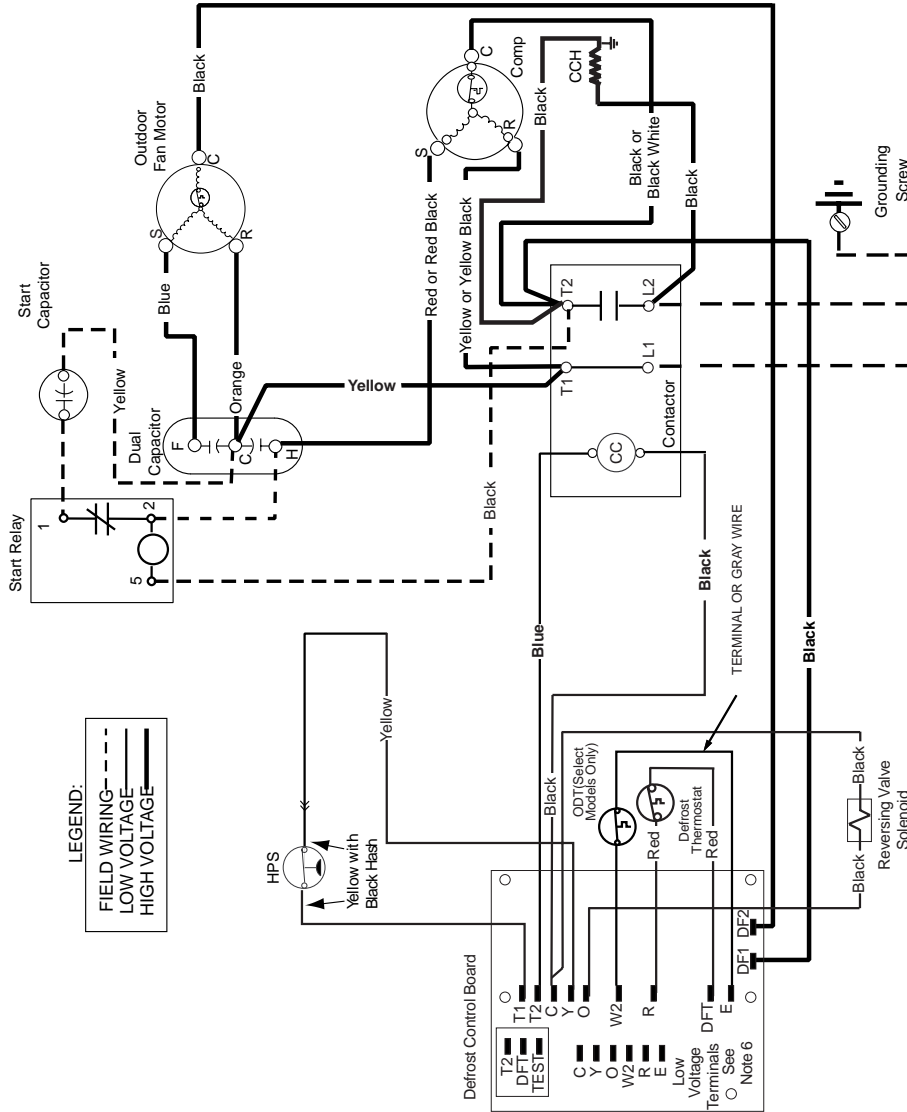 LEGEND:
FIELD WIRING
LOW VOLTAGE
HIGH VOLTAGE
Start Relay
1
2
5
Start
Capacitor
Yellow
Dual
Capacitor
F
C
H
Blue
Orange
Outdoor
Fan Motor
S
R
C
Black
Yellow
Red or Red Black
Yellow or Yellow Black
S
R
C
Comp
Black
CCH
Black or
Black White
Black
Black
T1
T2
L1
L2
CC
Contactor
Grounding
Screw
HPS
Yellow with
Black Hash
Yellow
Blue
Black
Black
TERMINAL OR GRAY WIRE
Black
ODT(Select
Models Only)
Red
Defrost
Thermostat
Red
Black
Black
Reversing Valve
Solenoid
Defrost Control Board
T2
DFT
TEST
C
Y
O
W2
R
E
Low
Voltage
Terminals
See
Note 6
T1
T2
C
Y
O
W2
R
DFT
E
DF1
DF2